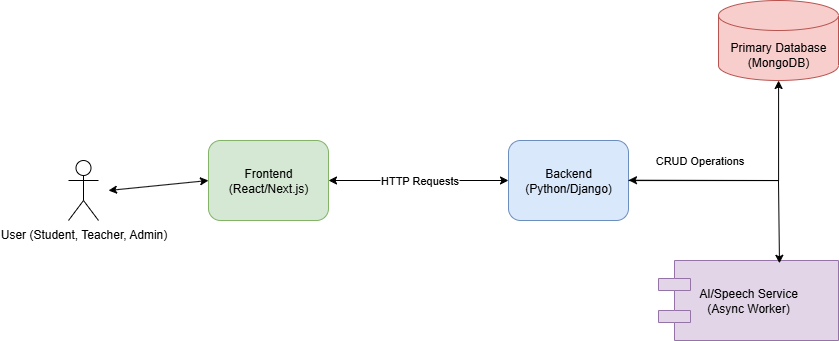 Primary Database
(MongoDB)
Frontend
(React/Next.js)
HTTP Requests
Backend
(Python/Django)
CRUD Operations
User (Student, Teacher, Admin)
AI/Speech Service
(Async Worker)